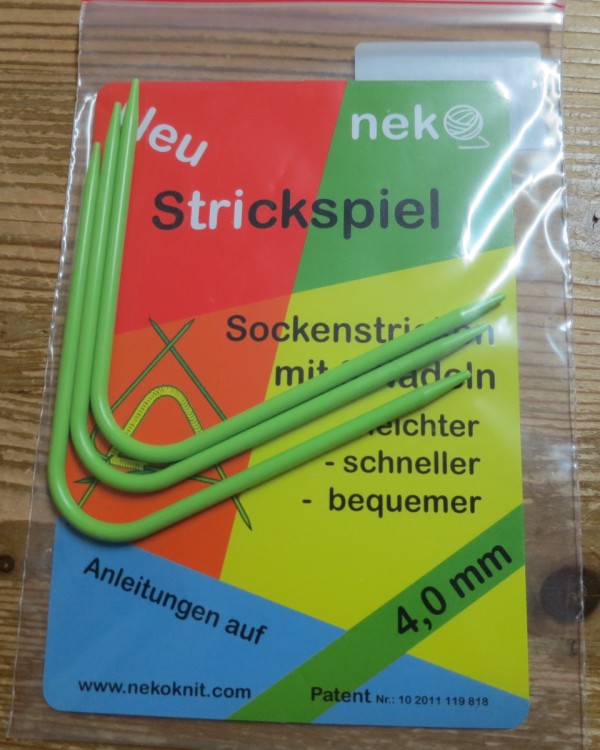 Neu
neko
Strickspiel
Sockenstricken
mit Nadeln
leichter
- schneller
- bequemer
4,0 mm
Anleitungen auf
www.nekoknit.com
Patent Nr.: 10 2011 119 818